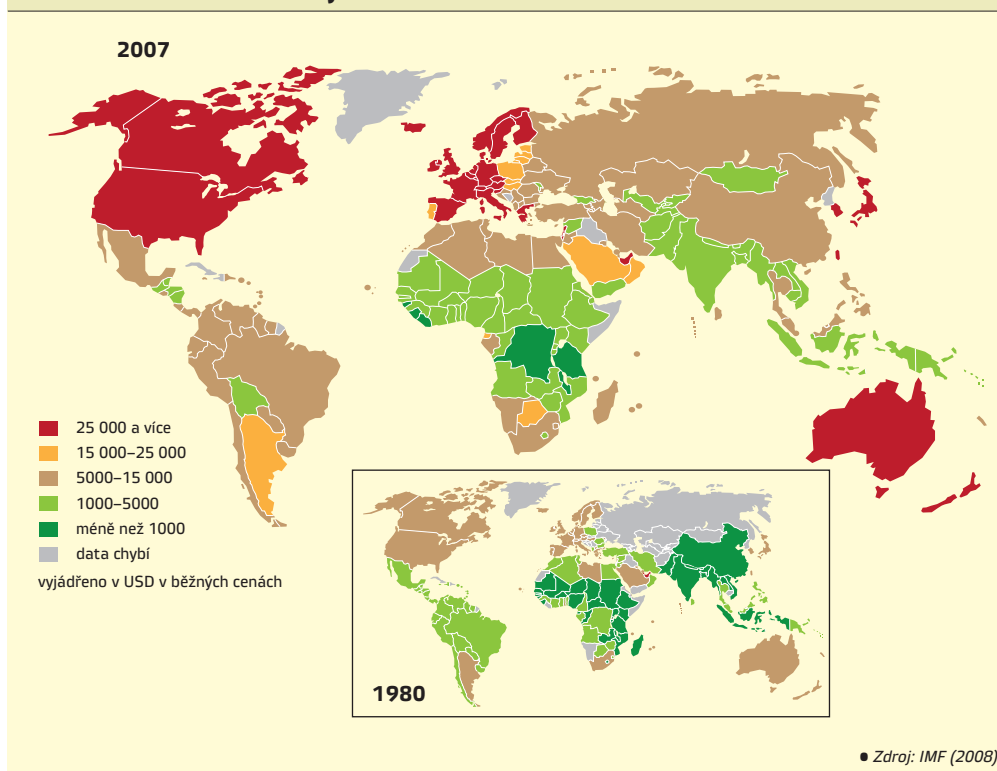 2007
25 000 a více
15 000–25 000
5000–15 000
1000–5000
méně než 1000
data chybí
vyjádřeno v USD v běžných cenách
1980
• Zdroj: IMF (2008)